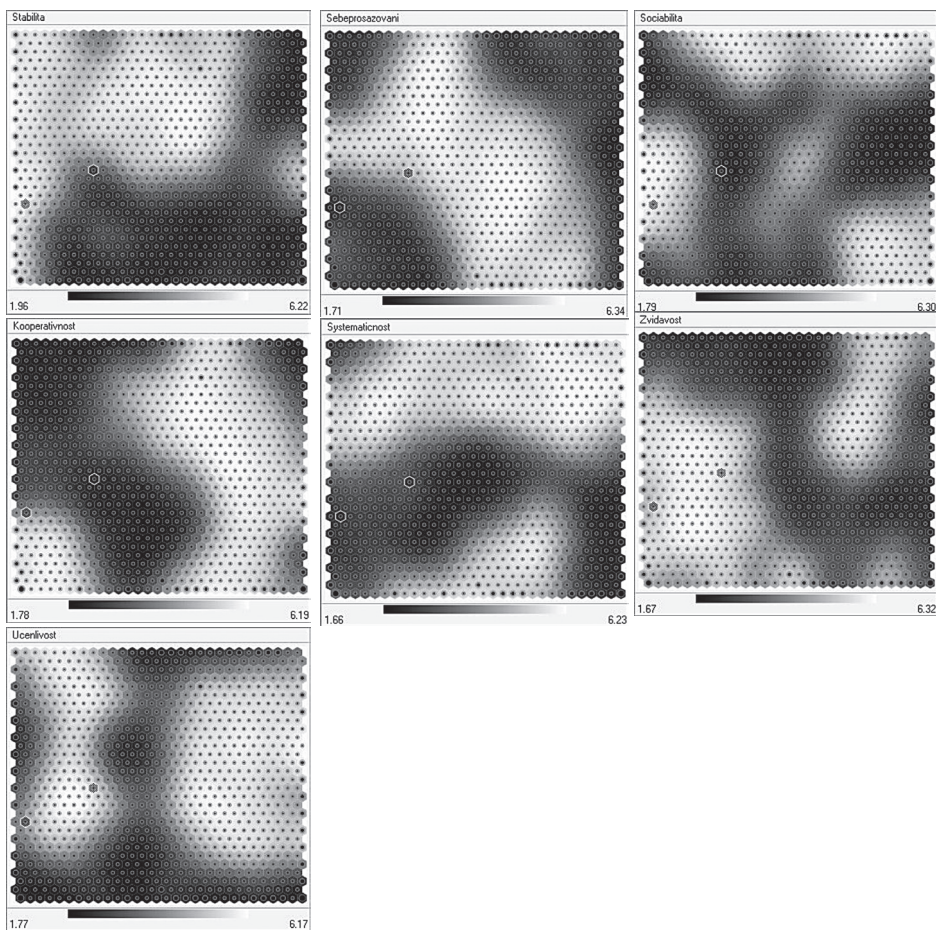 Stabilita
1.96 6.22
Sebeprosazovani
1.71 6.34
Sociabilita
1.79 6.30
Kooperativnost
1.78 6.19
Systematicnost
1.66 6.23
Zvidavost
1.67 6.32
Ucenlivost
1.77 6.17